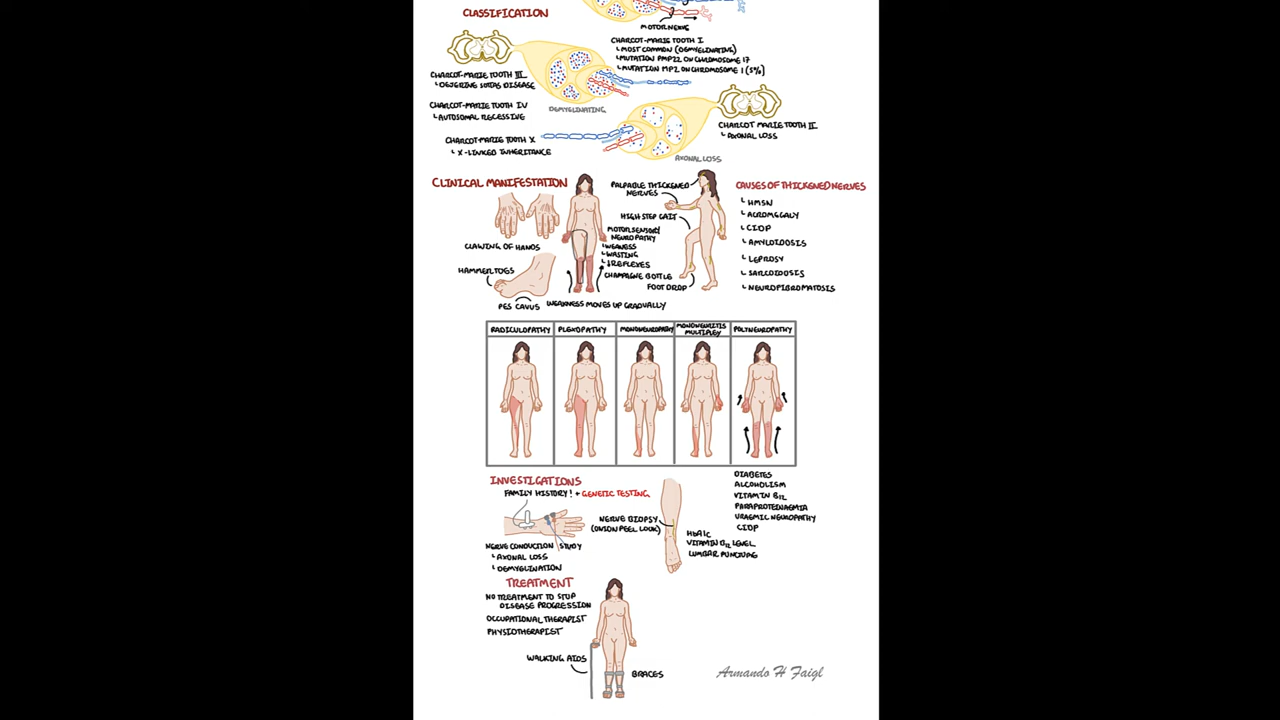 CLASSIFICATION
MOTOR NERVE
CHARCOT-MARIE TOOTH I
MOST COMMON (DEMYELINATIVE)
MUTATION PMP22 ON CHROMOSOME 17
MUTATION MPZ ON CHROMOSOME 1 (5%)
CHARCOT-MARIE TOOTH III
DEJERINE SOTAS DISEASE
DEMYELINATING
CHARCOT-MARIE TOOTH IV
AUTOSOMAL RECESSIVE
CHARCOT MARIE TOOTH II
AXONAL LOSS
CHARCOT-MARIE TOOTH X
X-LINKED INHERITANCE
AXONAL LOSS
CLINICAL MANIFESTATION
CLAWING OF HANDS
HAMMERTOES
PES CAVUS
PALPABLE THICKENED
NERVES
HIGH STEP GAIT
MOTOR SENSORY
NEUROPATHY
WEAKNESS
WASTING
↓REFLEXES
CHAMPAGNE BOTTLE
FOOT DROP
WEAKNESS MOVES UP GRADUALLY
CAUSES OF THICKENED NERVES
HMSN
ACROMEGALY
CIDP
AMYLOIDOSIS
LEPROSY
SARCOIDOSIS
NEUROFIBROMATOSIS
RADICULOPATHY
PLEXOPATHY
MONONEUROPATHY
MONONEURITIS
MULTIPLEX
POLYNEUROPATHY
DIABETES
ALCOHOLISM
VITAMIN B12
PARAPROTEINAEMIA
URAEMIC NEUROPATHY
CIDP
INVESTIGATIONS
FAMILY HISTORY! + GENETIC TESTING
NERVE BIOPSY
(ONION PEEL LOOK)
HbA1c
VITAMIN B12 LEVEL
LUMBAR PUNCTURE
NERVE CONDUCTION STUDY
AXONAL LOSS
DEMYELINATION
TREATMENT
NO TREATMENT TO STOP
DISEASE PROGRESSION
OCCUPATIONAL THERAPIST
PHYSIOTHERAPIST
WALKING AIDS
BRACES
Armando H Faigl